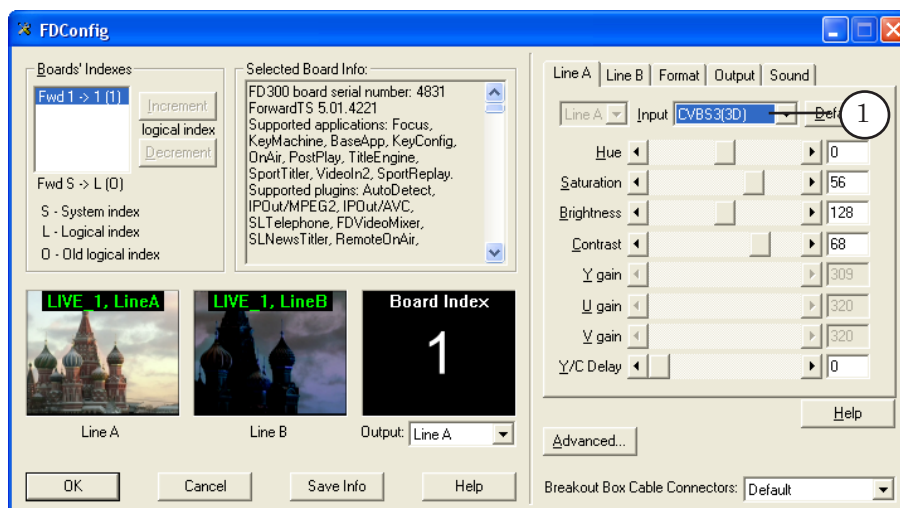 FDConfig
Boards' Indexes
Fwd 1 -> 1 (1)
Increment
logical index
Decrement
Fwd S -> L (O)
S - System index
L - Logical index
O - Old logical index
Selected Board Info:
FD300 board serial number: 4831
ForwardTS 5.01.4221
Supported applications: Focus,
KeyMachine, BaseApp, KeyConfig,
OnAir, PostPlay, TitleEngine,
SportTitler, VideoIn2, SportReplay.
Supported plugins: AutoDetect,
IPOut/MPEG2, IPOut/AVC,
SLTelephone, FDVideoMixer,
SLNewsTitler, RemoteOnAir,
LIVE_1, LineA
LIVE_1, LineB
Board Index
1
Line A
Line B
Output: Line A
OK
Cancel
Save Info
Help
Line A
Line B
Format
Output
Sound
Line A
Input CVBS3(3D)
Defa
1
Hue 0
Saturation 56
Brightness 128
Contrast 68
Y gain 309
U gain 320
V gain 320
Y/C Delay 0
Help
Advanced...
Breakout Box Cable Connectors: Default